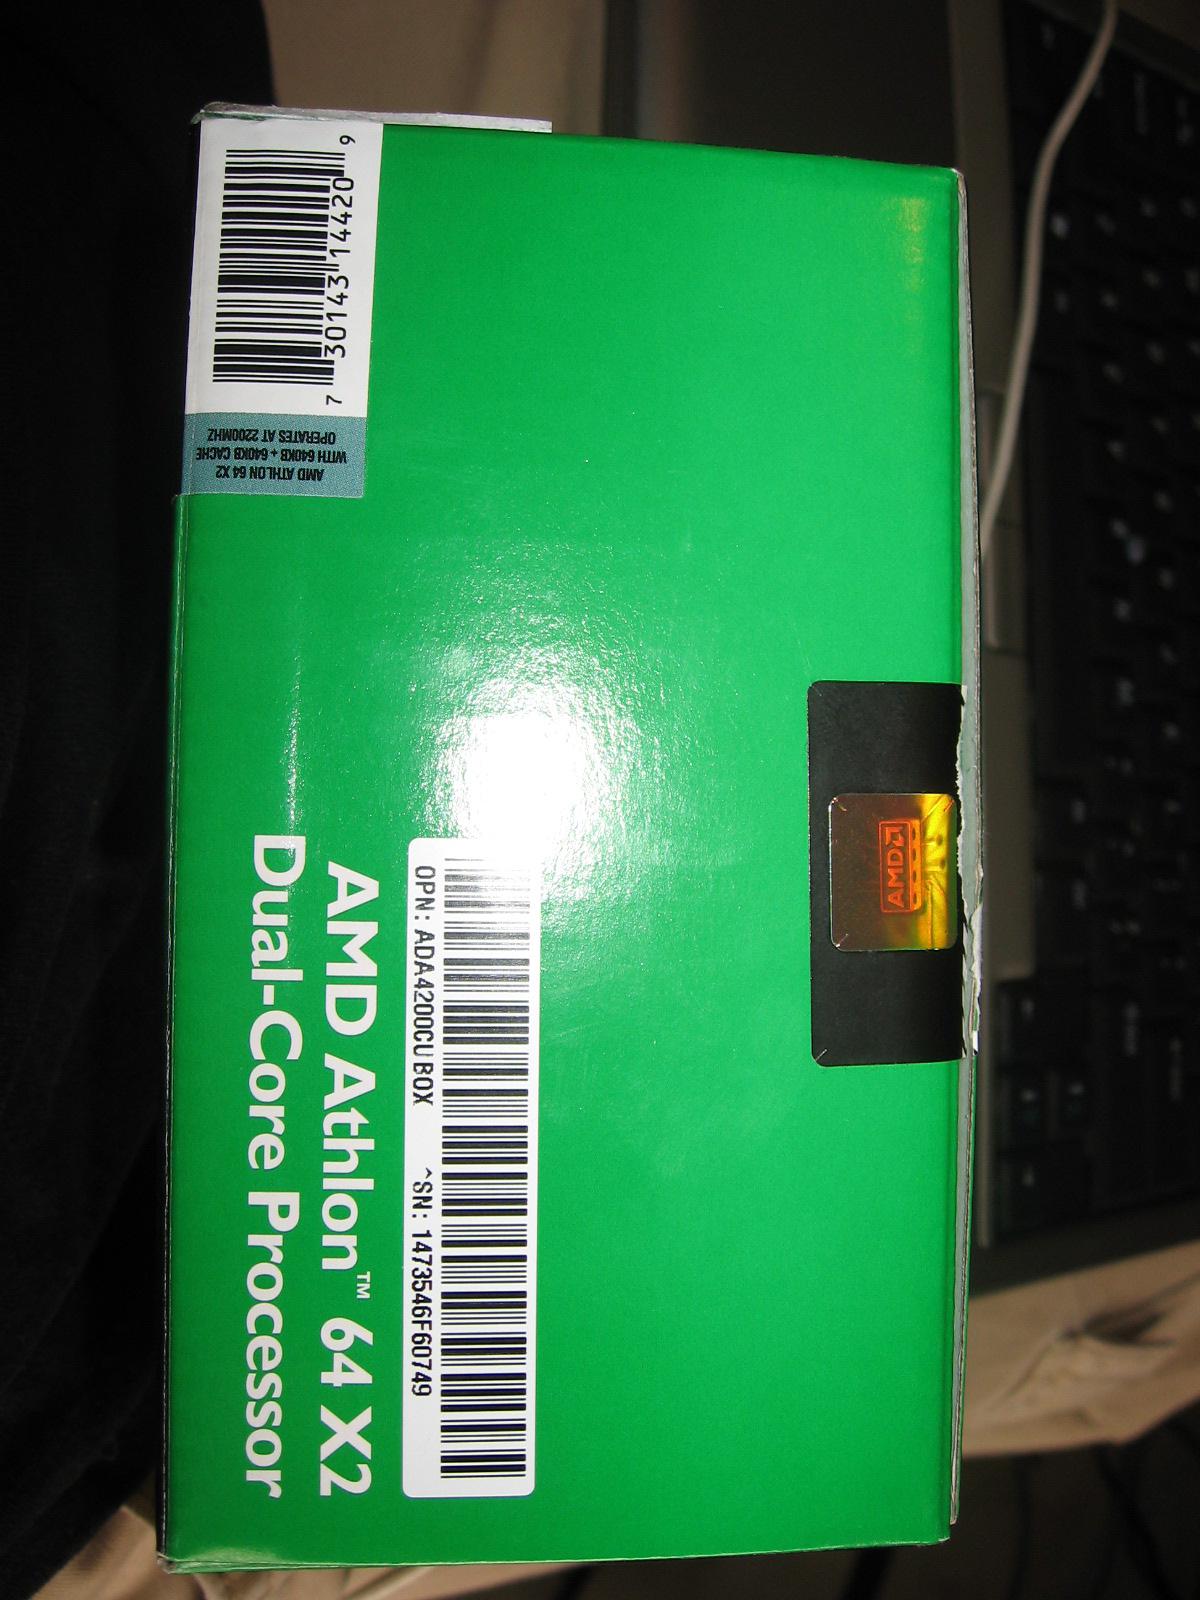 AMD Athlon™ 64 X2
Dual-Core Processor
OPN: ADA4200CUBOX ^SN: 1473546F60749
AMD
7 30143 14420 9
AMD ATHLON 64 X2
WITH 640KB + 640KB CACHE
OPERATES AT 2200MHZ